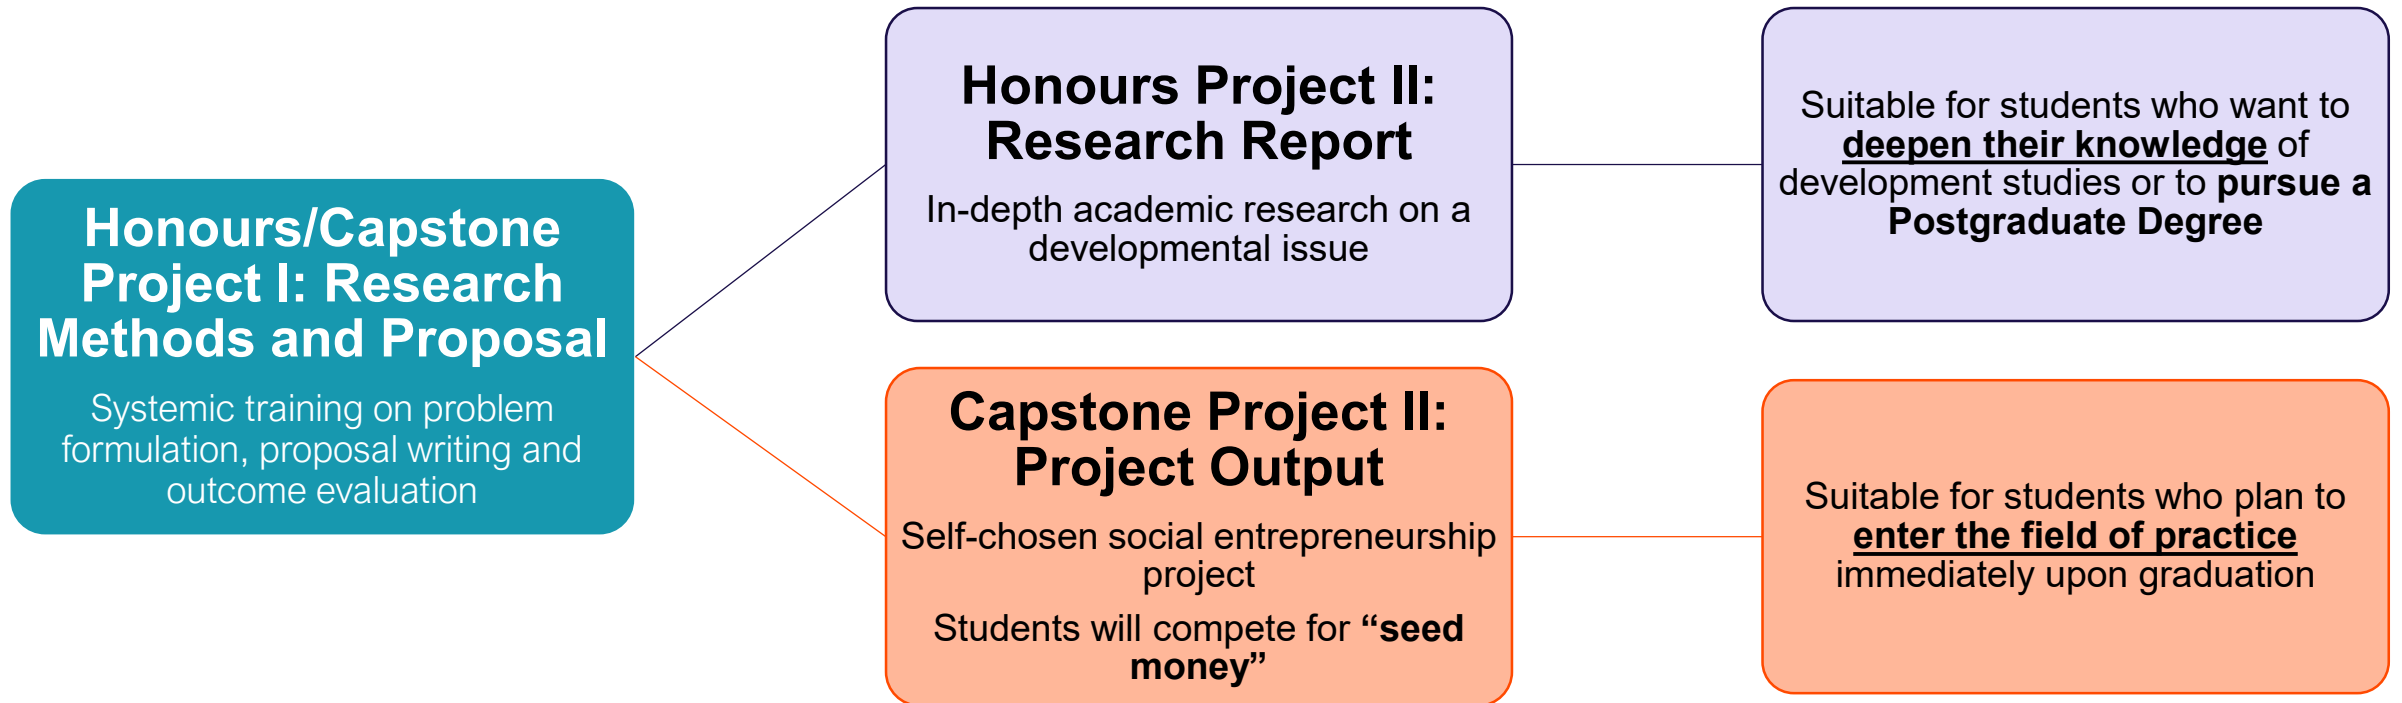 Honours/Capstone
Project I: Research
Methods and Proposal
Systemic training on problem
formulation, proposal writing and
outcome evaluation
Honours Project II:
Research Report
In-depth academic research on a
developmental issue
Suitable for students who want to
deepen their knowledge of
development studies or to pursue a
Postgraduate Degree
Capstone Project II:
Project Output
Self-chosen social entrepreneurship
project
Students will compete for “seed
money”
Suitable for students who plan to
enter the field of practice
immediately upon graduation